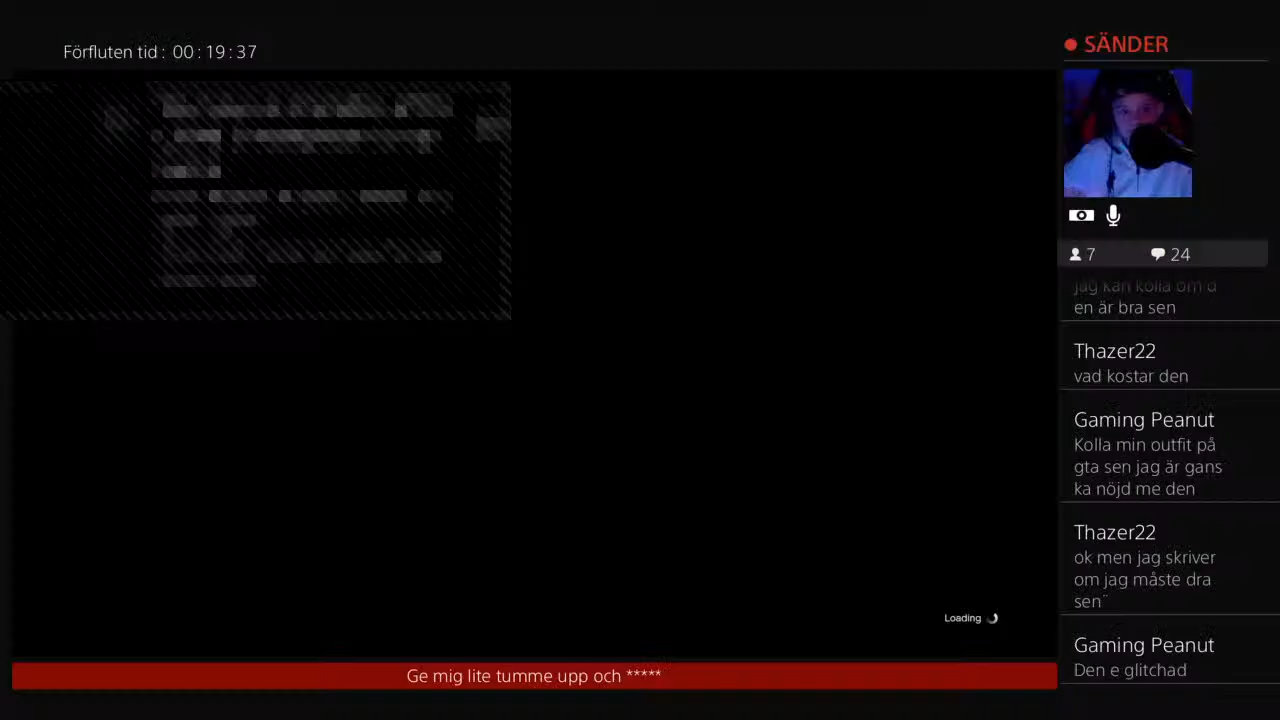 Förfluten tid : 00 : 19 : 37
SÄNDER
7
24
jag kan kolla om d
en är bra sen
Thazer22
vad kostar den
Gaming Peanut
Kolla min outfit på
gta sen jag är gans
ka nöjd me den
Thazer22
ok men jag skriver
om jag måste dra
sen¨
Gaming Peanut
Den e glitchad
Loading
Ge mig lite tumme upp och *****